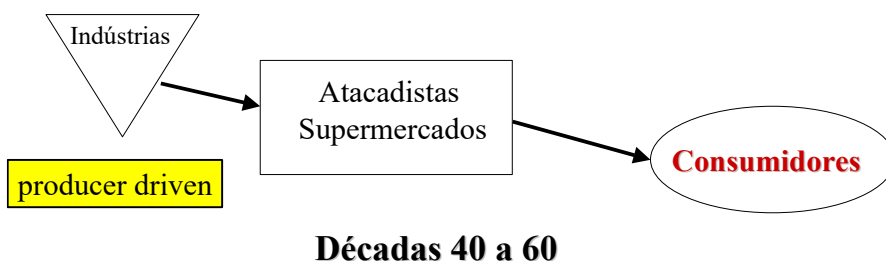 Indústrias
Atacadistas
Supermercados
Consumidores
producer driven
Décadas 40 a 60